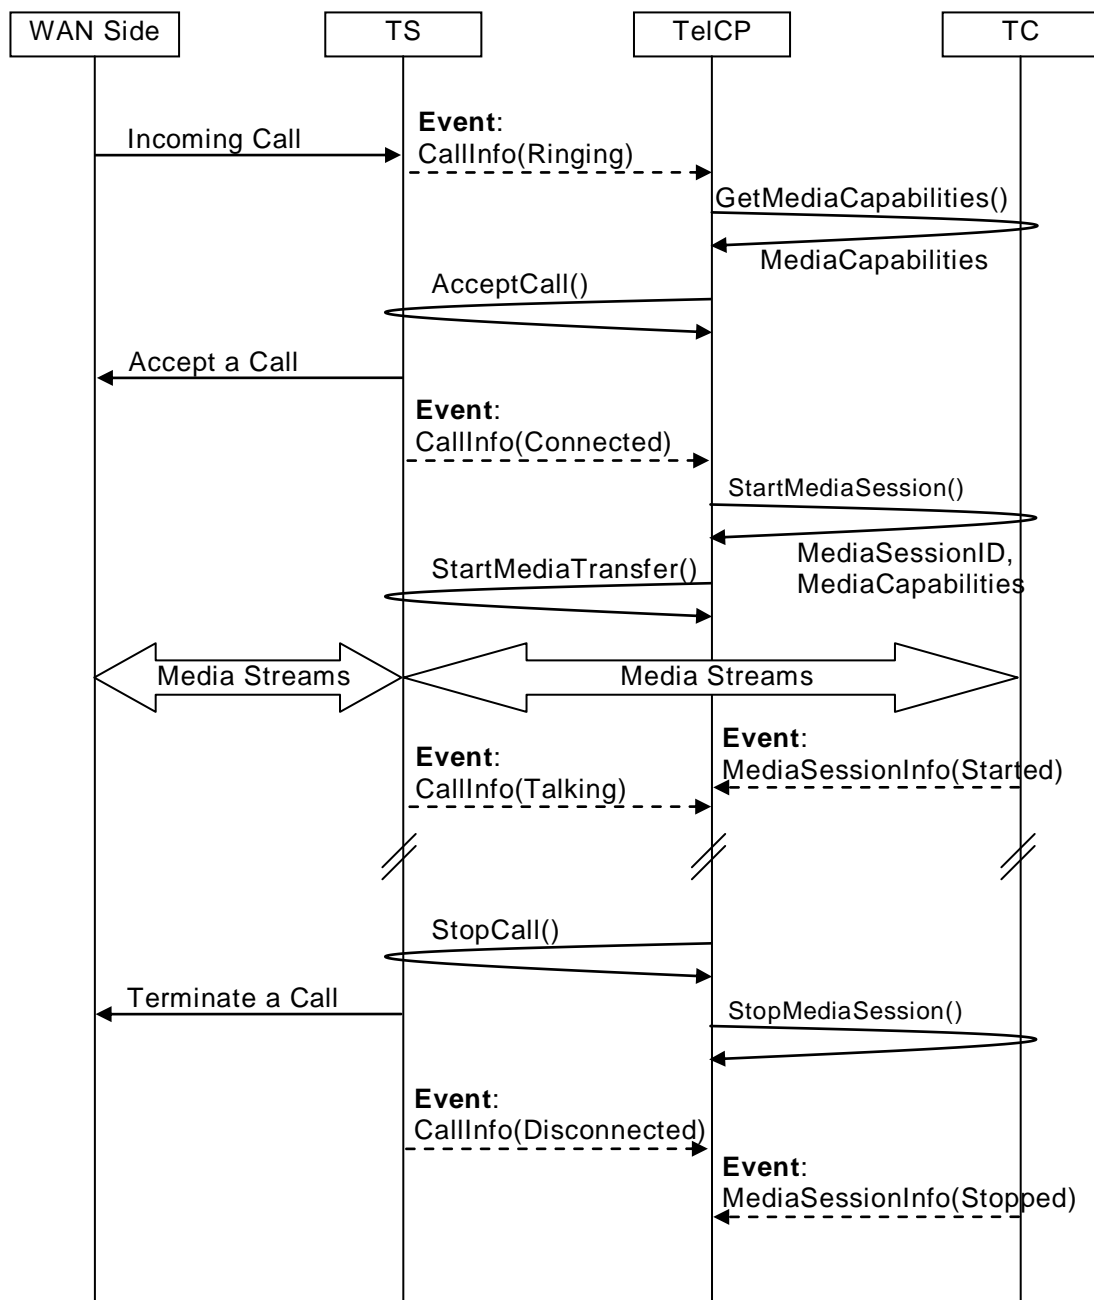 WAN Side
TS
TelCP
TC
Incoming Call
Event:
CallInfo(Ringing)
GetMediaCapabilities()
MediaCapabilities
AcceptCall()
Accept a Call
Event:
CallInfo(Connected)
StartMediaSession()
MediaSessionID,
MediaCapabilities
StartMediaTransfer()
Media Streams
Media Streams
Event:
CallInfo(Talking)
Event:
MediaSessionInfo(Started)
StopCall()
Terminate a Call
StopMediaSession()
Event:
CallInfo(Disconnected)
Event:
MediaSessionInfo(Stopped)